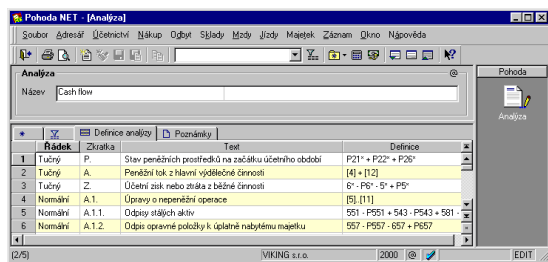 Pohoda NET - [Analýza]
Soubor Adresář Účetnictví Nákup Odbyt Sklady Mzdy Jízdy Majetek Záznam Okno Nápověda
Analýza @ Pohoda
Název Cash flow
Analýza
* Definice analýzy Poznámky
Řádek Zkratka Text Definice
1 Tučný P. Stav peněžních prostředků na začátku účetního období P21* + P22* + P26*
2 Tučný A. Peněžní tok z hlavní výdělečné činnosti [4] + [12]
3 Tučný Z. Účetní zisk nebo ztráta z běžné činnosti 6* - P6* - 5* + P5*
4 Normální A.1. Úpravy o nepeněžní operace [5]..[11]
5 Normální A.1.1. Odpisy stálých aktiv 551 - P551 + 543 - P543 + 581 -
6 Normální A.1.2. Odpis opravné položky k úplatně nabytému majetku 557 - P557 - 657 + P657
(2/5) VIKING s.r.o. 2000 @ EDIT